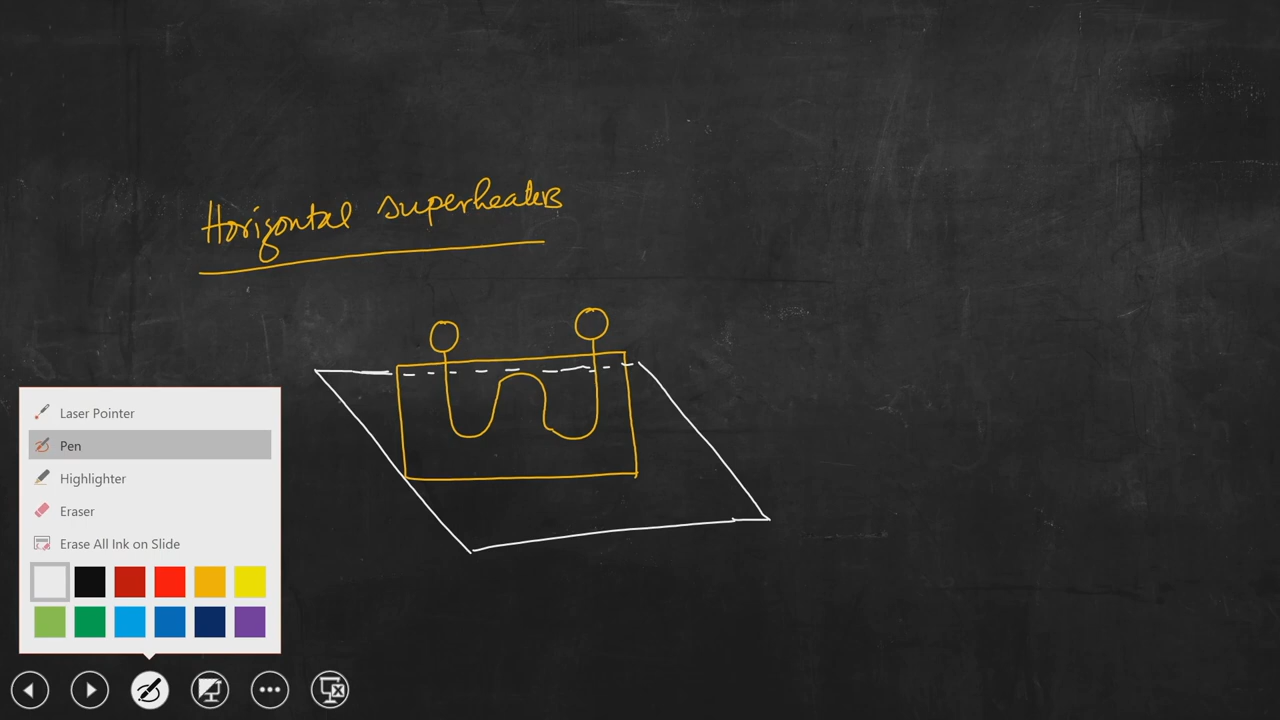 Horizontal superheaters
Laser Pointer
Pen
Highlighter
Eraser
Erase All Ink on Slide